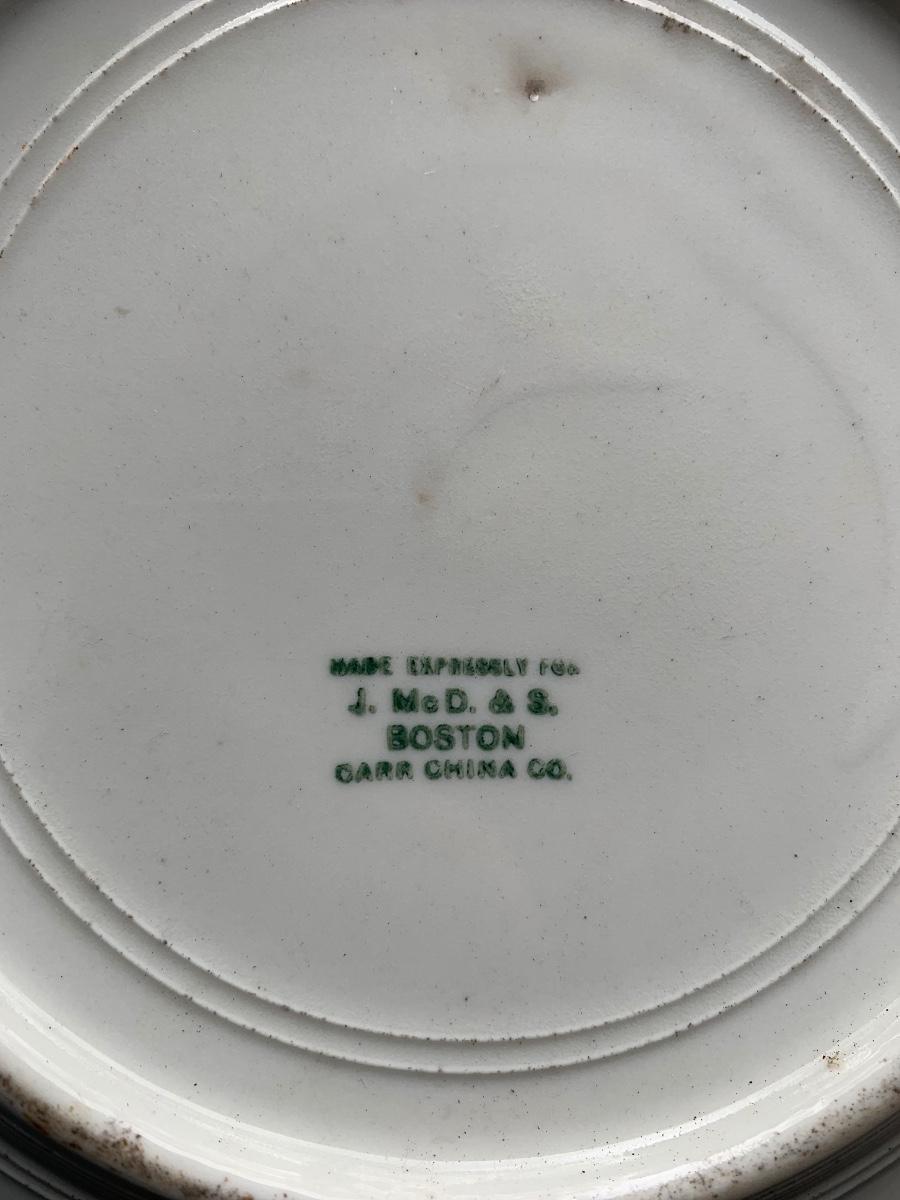 MADE EXPRESSLY FOR
J. McD. & S.
BOSTON
CARR CHINA CO.